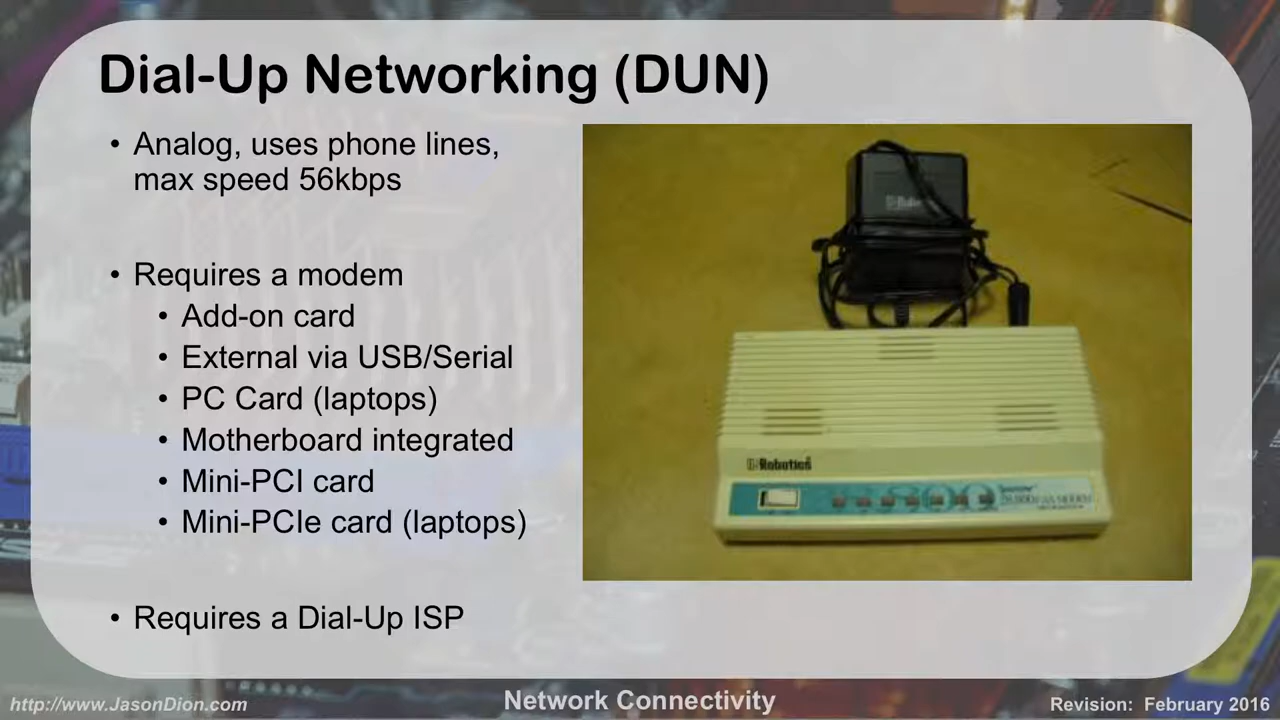 Dial-Up Networking (DUN)
• Analog, uses phone lines,
max speed 56kbps
• Requires a modem
• Add-on card
• External via USB/Serial
• PC Card (laptops)
• Motherboard integrated
• Mini-PCI card
• Mini-PCIe card (laptops)
• Requires a Dial-Up ISP
Robotics
http://www.JasonDion.com
Network Connectivity
Revision: February 2016